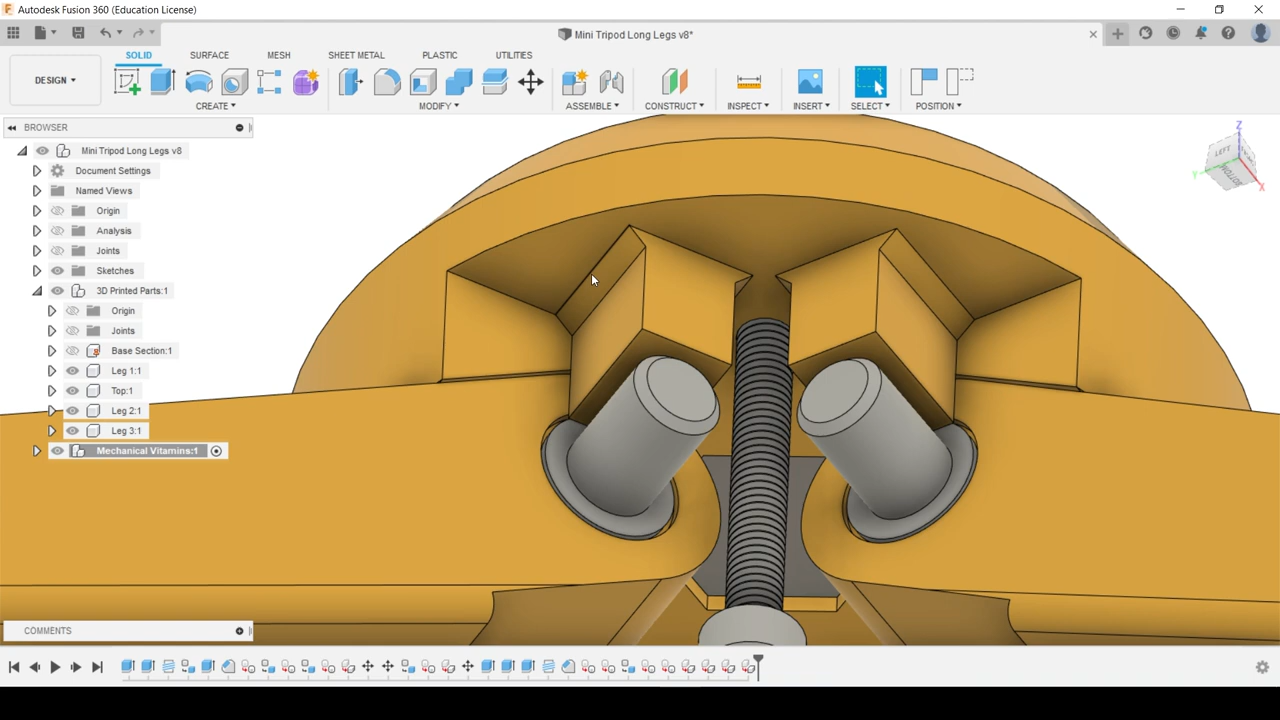 Autodesk Fusion 360 (Education License)
Mini Tripod Long Legs v8*
SOLID SURFACE MESH SHEET METAL PLASTIC UTILITIES
DESIGN
CREATE MODIFY ASSEMBLE CONSTRUCT INSPECT INSERT SELECT POSITION
BROWSER
Mini Tripod Long Legs v8
Document Settings
Named Views
Origin
Analysis
Joints
Sketches
3D Printed Parts:1
Origin
Joints
Base Section:1
Leg 1:1
Top:1
Leg 2:1
Leg 3:1
Mechanical Vitamins:1
COMMENTS
Z
LEFT
BOTTOM
Y
X